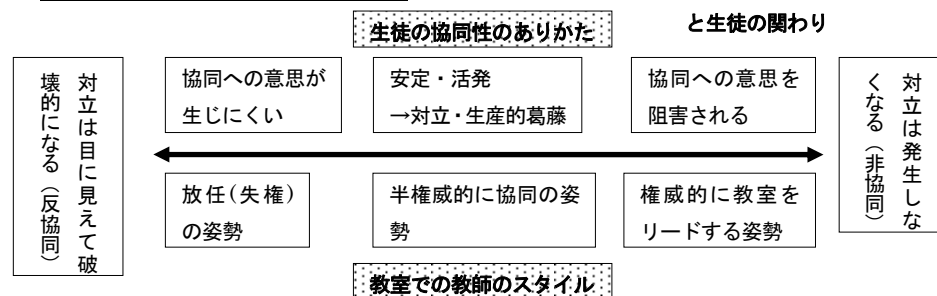 と生徒の関わり
生徒の協同性のありかた
対立は目に見えて破
壊的になる（反協同）
協同への意思が
生じにくい
安定・活発
→対立・生産的葛藤
協同への意思を
阻害される
対立は発生しな
くなる（非協同）
放任(失権)
の姿勢
半権威的に協同の姿
勢
権威的に教室を
リードする姿勢
教室での教師のスタイル